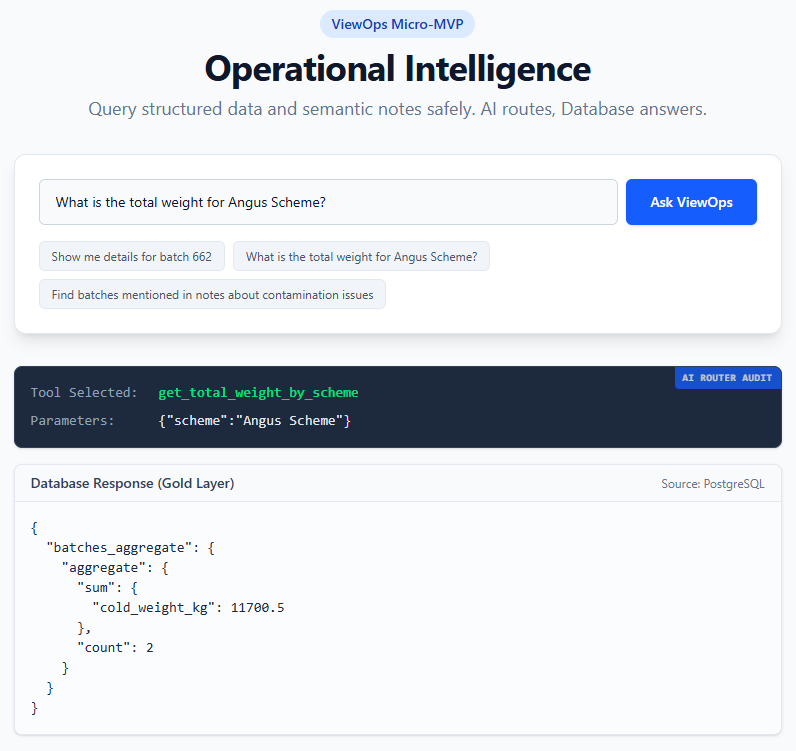 ViewOps Micro-MVP
Operational Intelligence
Query structured data and semantic notes safely. AI routes, Database answers.
What is the total weight for Angus Scheme?
Ask ViewOps
Show me details for batch 662
What is the total weight for Angus Scheme?
Find batches mentioned in notes about contamination issues
AI ROUTER AUDIT
Tool Selected: get_total_weight_by_scheme
Parameters: {"scheme":"Angus Scheme"}
Database Response (Gold Layer)
Source: PostgreSQL
{
  "batches_aggregate": {
    "aggregate": {
      "sum": {
        "cold_weight_kg": 11700.5
      },
      "count": 2
    }
  }
}